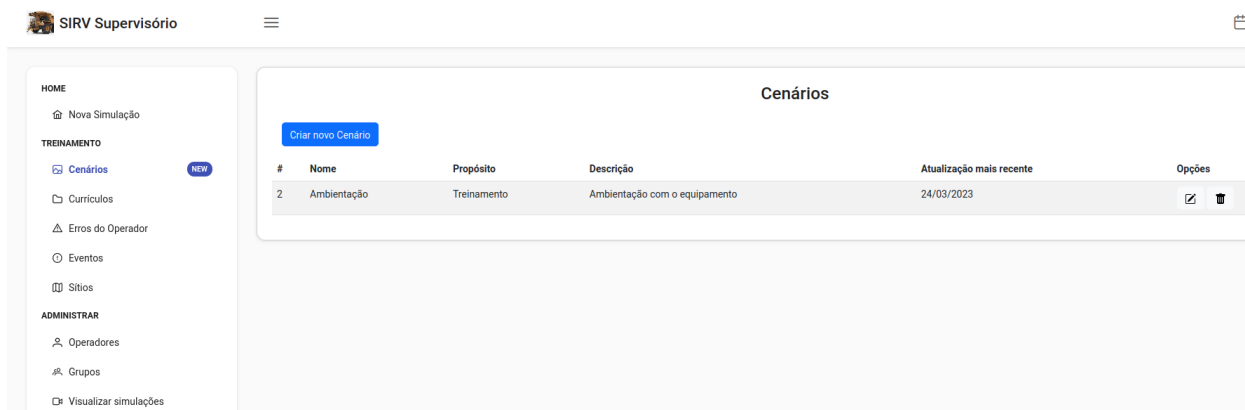 SIRV Supervisório
HOME
Nova Simulação
TREINAMENTO
Cenários NEW
Currículos
Erros do Operador
Eventos
Sítios
ADMINISTRAR
Operadores
Grupos
Visualizar simulações
Cenários
Criar novo Cenário
# Nome Propósito Descrição Atualização mais recente Opções
2 Ambientação Treinamento Ambientação com o equipamento 24/03/2023